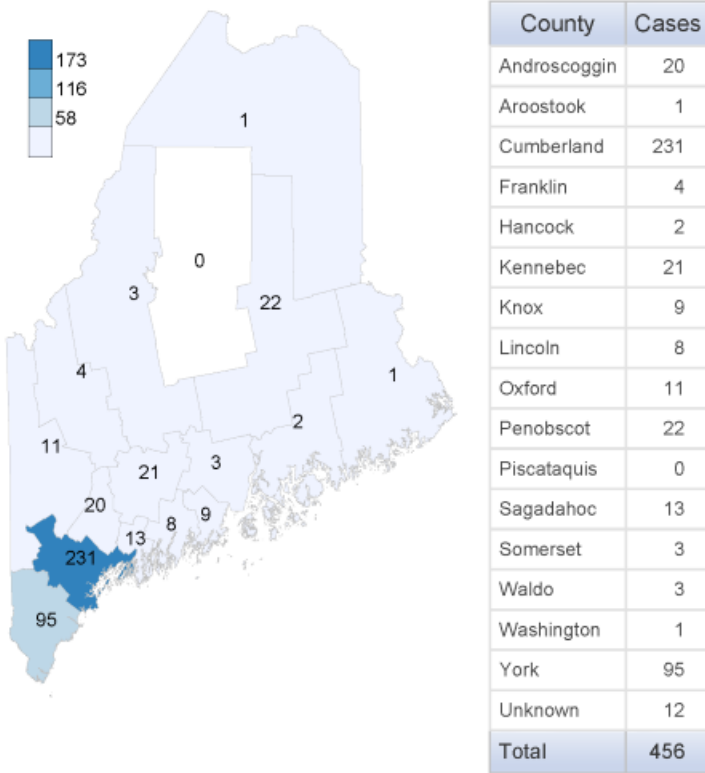 173
116
58
1
0
3
22
4
1
2
11
3
21
20
9
8
13
231
95
County Cases
Androscoggin 20
Aroostook 1
Cumberland 231
Franklin 4
Hancock 2
Kennebec 21
Knox 9
Lincoln 8
Oxford 11
Penobscot 22
Piscataquis 0
Sagadahoc 13
Somerset 3
Waldo 3
Washington 1
York 95
Unknown 12
Total 456